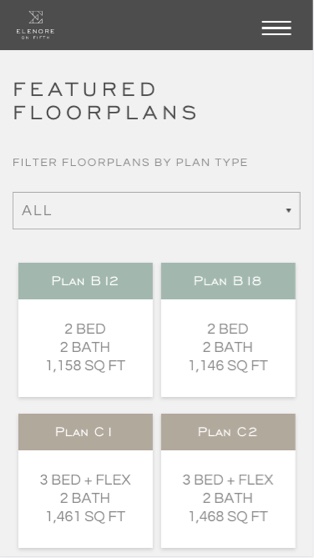 ELENORE
ON FIFTH
FEATURED
FLOORPLANS
FILTER FLOORPLANS BY PLAN TYPE
ALL
Plan B12
2 BED
2 BATH
1,158 SQ FT
Plan B18
2 BED
2 BATH
1,146 SQ FT
Plan C1
3 BED + FLEX
2 BATH
1,461 SQ FT
Plan C2
3 BED + FLEX
2 BATH
1,468 SQ FT